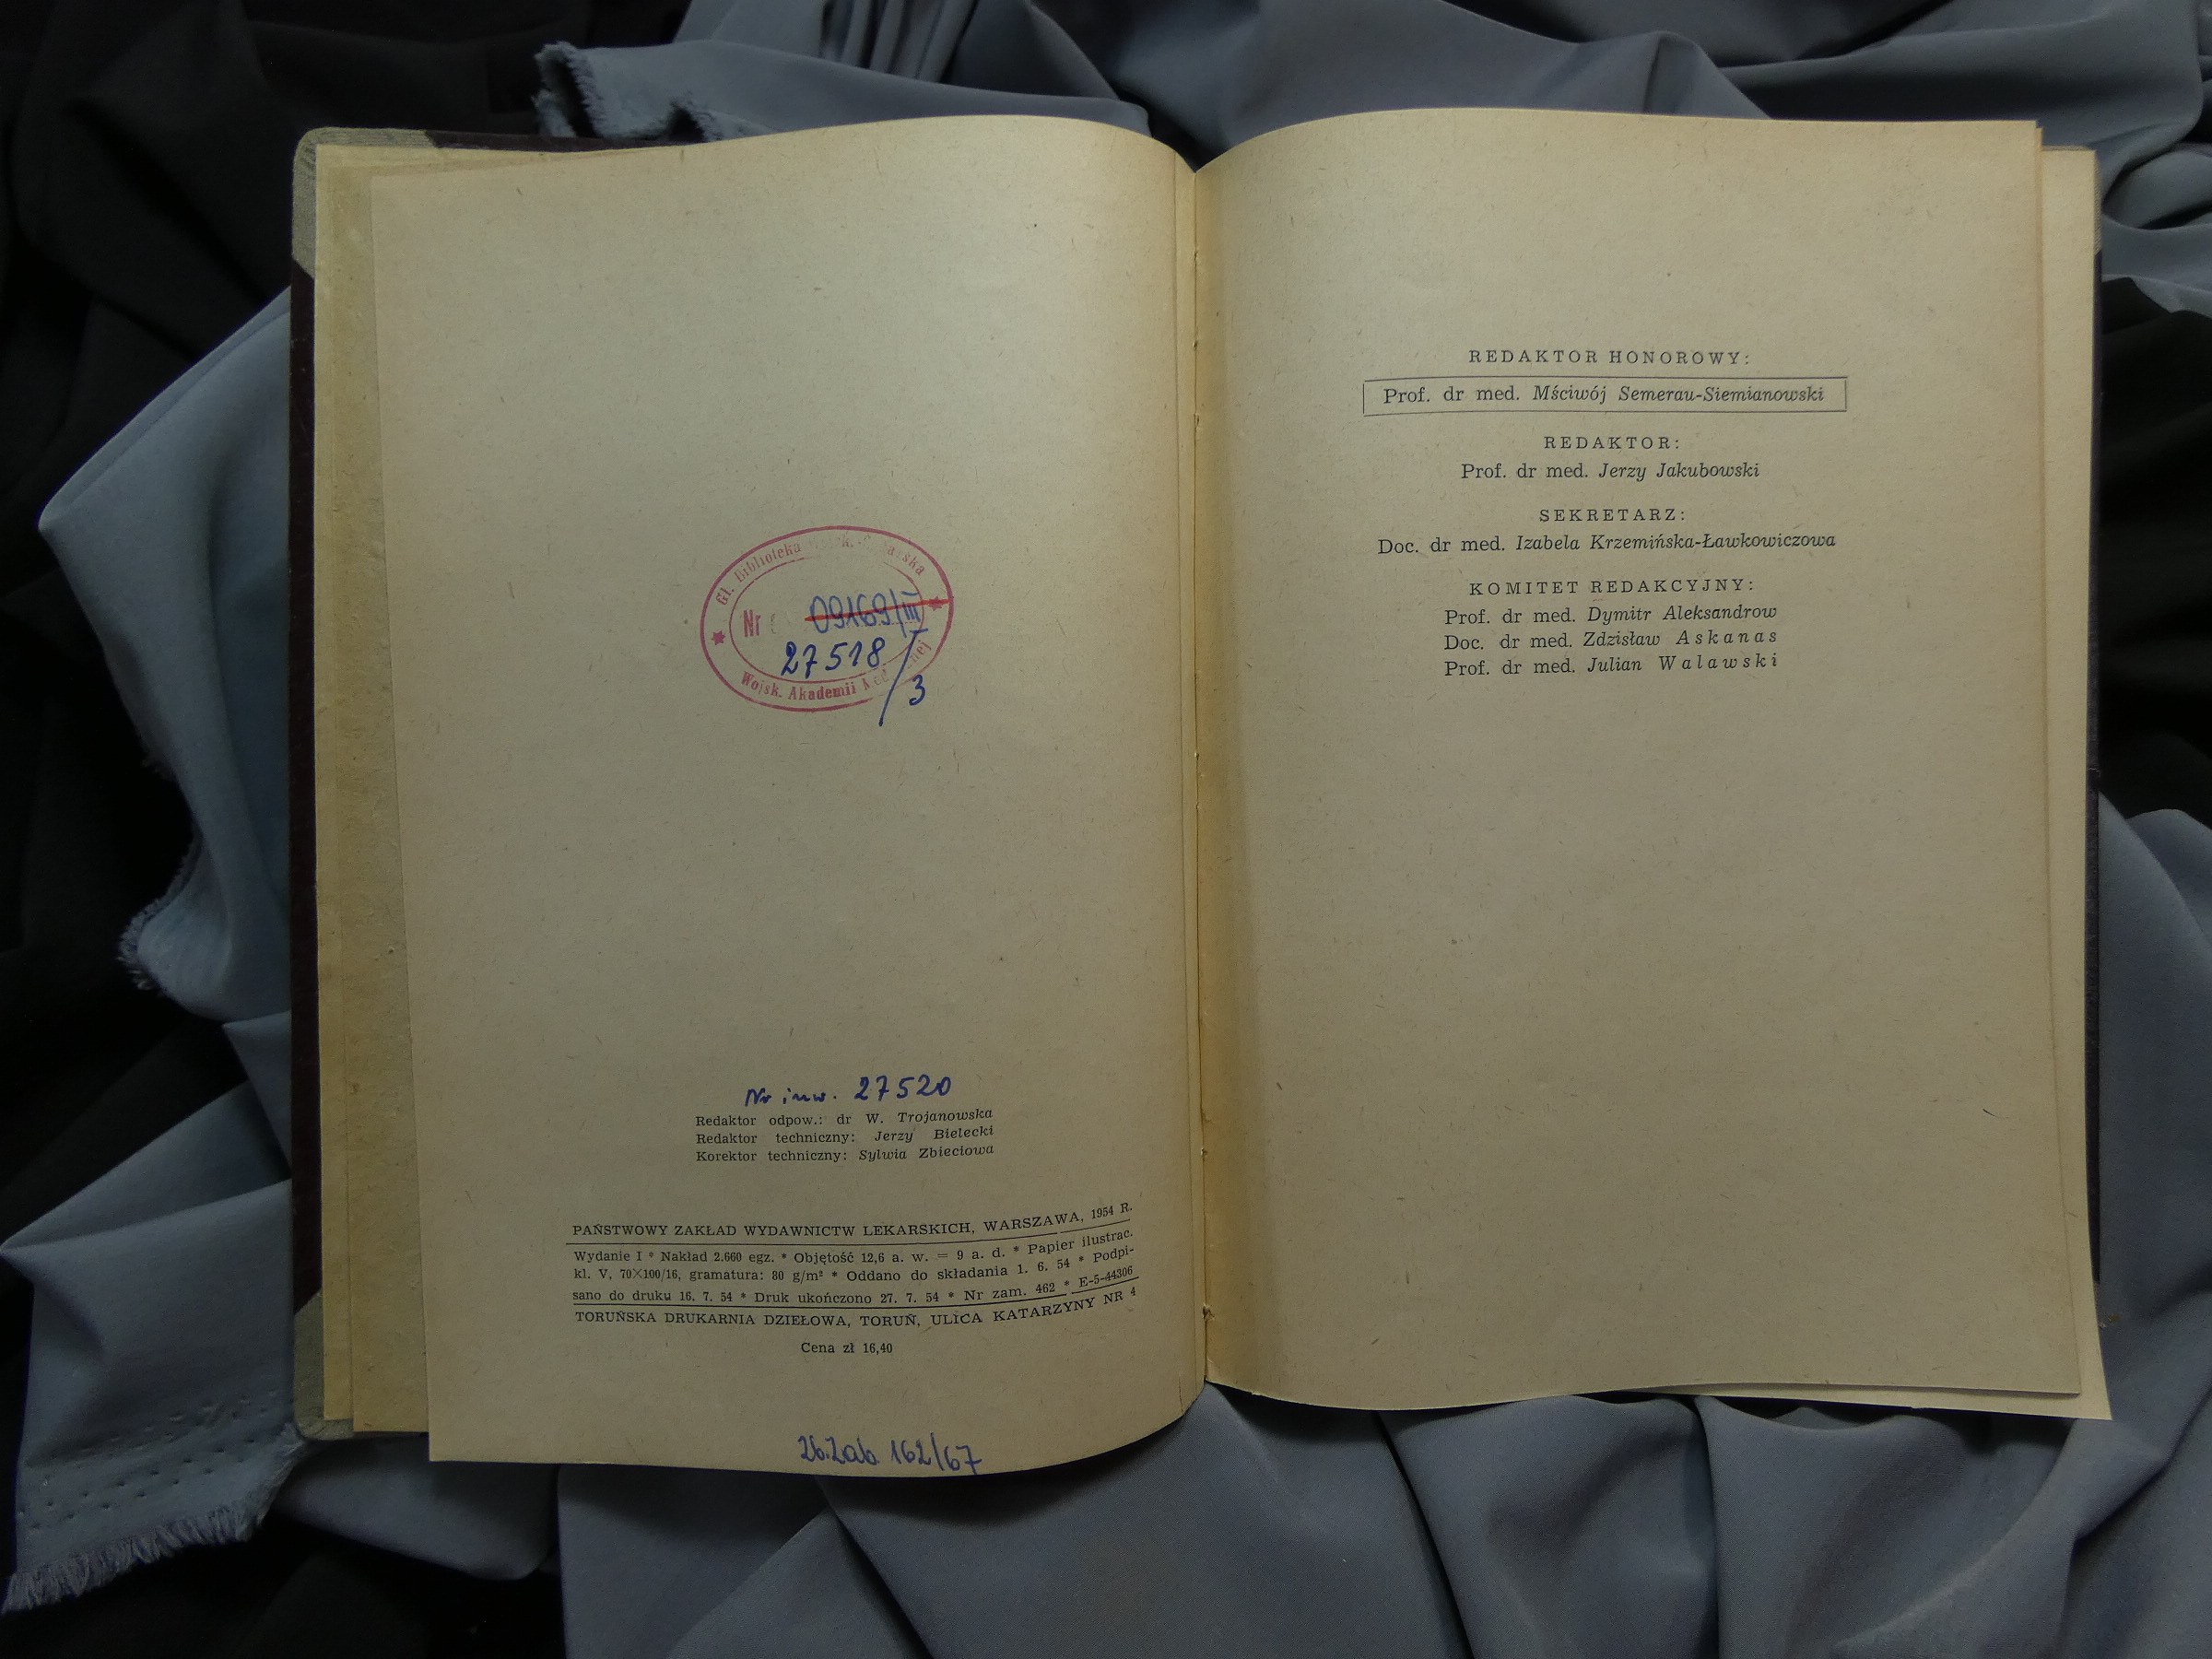 Gł. Biblioteka
Nr
09169/III
27518/3
Wojsk. Akademii
Nr inw. 27520
Redaktor odpow.: dr W. Trojanowska
Redaktor techniczny: Jerzy Bielecki
Korektor techniczny: Sylwia Zbieciowa
PAŃSTWOWY ZAKŁAD WYDAWNICTW LEKARSKICH, WARSZAWA, 1954 R.
Wydanie I * Nakład 2.660 egz. * Objętość 12,6 a. w. = 9 a. d. * Papier ilustrac.
kl. V, 70×100/16, gramatura: 80 g/m² * Oddano do składania 1. 6. 54 * Podpi-
sano do druku 16. 7. 54 * Druk ukończono 27. 7. 54 * Nr zam. 462 * E-5-44306
TORUŃSKA DRUKARNIA DZIEŁOWA, TORUŃ, ULICA KATARZYNY NR 4
Cena zł 16,40
162/67
REDAKTOR HONOROWY:
Prof. dr med. Mściwój Semerau-Siemianowski
REDAKTOR:
Prof. dr med. Jerzy Jakubowski
SEKRETARZ:
Doc. dr med. Izabela Krzemińska-Ławkowiczowa
KOMITET REDAKCYJNY:
Prof. dr med. Dymitr Aleksandrow
Doc. dr med. Zdzisław Askanas
Prof. dr med. Julian Walawski